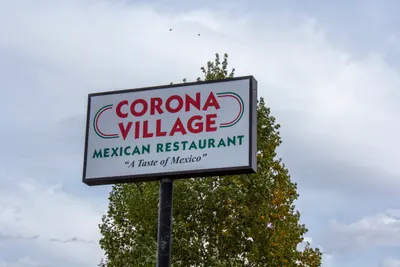 CORONA
VILLAGE
MEXICAN RESTAURANT
"A Taste of Mexico"